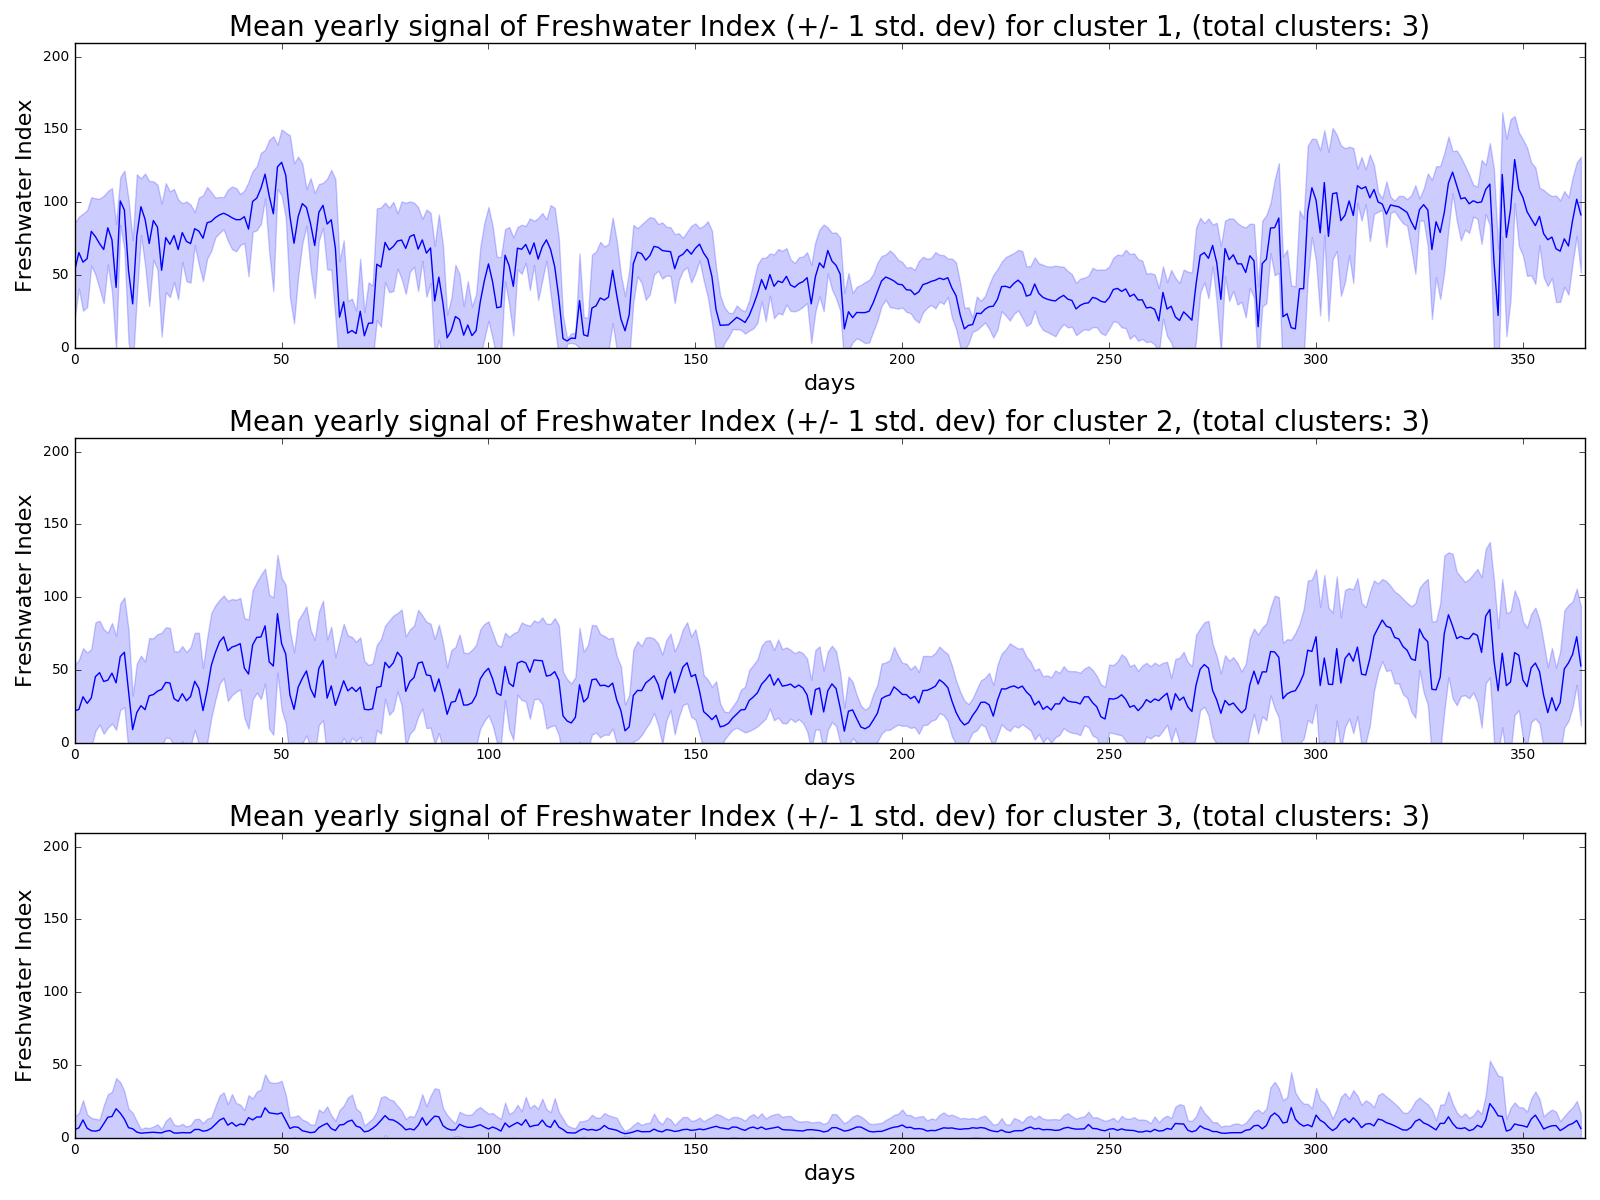 Mean yearly signal of Freshwater Index (+/- 1 std. dev) for cluster 1, (total clusters: 3)
200
150
100
50
0
Freshwater Index
0 50 100 150 200 250 300 350
days
Mean yearly signal of Freshwater Index (+/- 1 std. dev) for cluster 2, (total clusters: 3)
200
150
100
50
0
Freshwater Index
0 50 100 150 200 250 300 350
days
Mean yearly signal of Freshwater Index (+/- 1 std. dev) for cluster 3, (total clusters: 3)
200
150
100
50
0
Freshwater Index
0 50 100 150 200 250 300 350
days